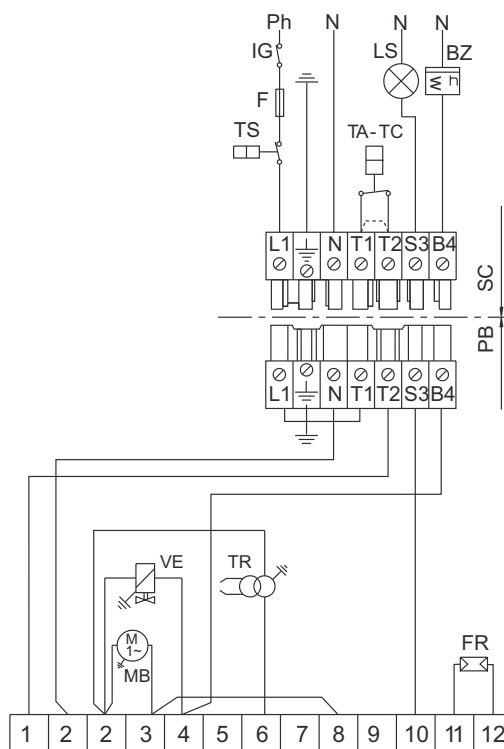 Ph N N N
IG LS BZ
F
TS TA-TC
L1 N T1 T2 S3 B4
SC
PB
L1 N T1 T2 S3 B4
VE TR
M
1~
MB FR
1 2 2 3 4 5 6 7 8 9 10 11 12